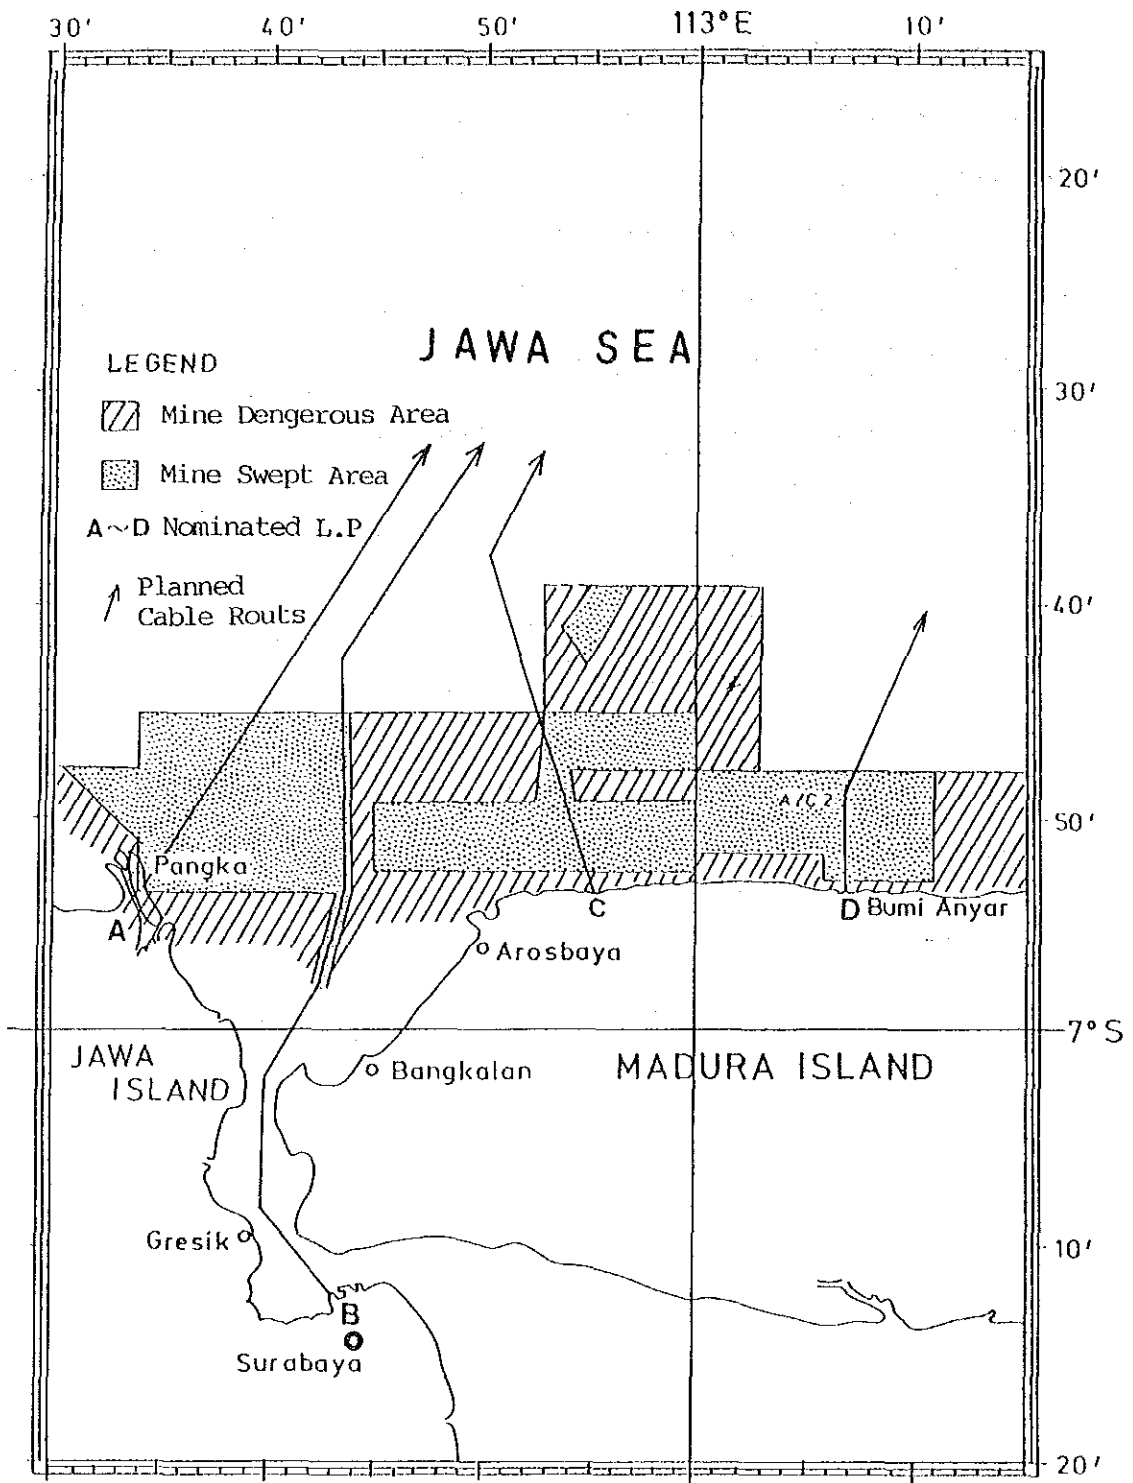 30' 40' 50' 113°E 10'
20'
JAWA SEA
30'
LEGEND
Mine Dengerous Area
Mine Swept Area
A~D Nominated L.P
Planned
Cable Routs
40'
A/C 2
50'
Pangka
A
C
D Bumi Anyar
Arosbaya
7°S
JAWA
ISLAND
Bangkalan
MADURA ISLAND
Gresik
10'
B
Surabaya
20'